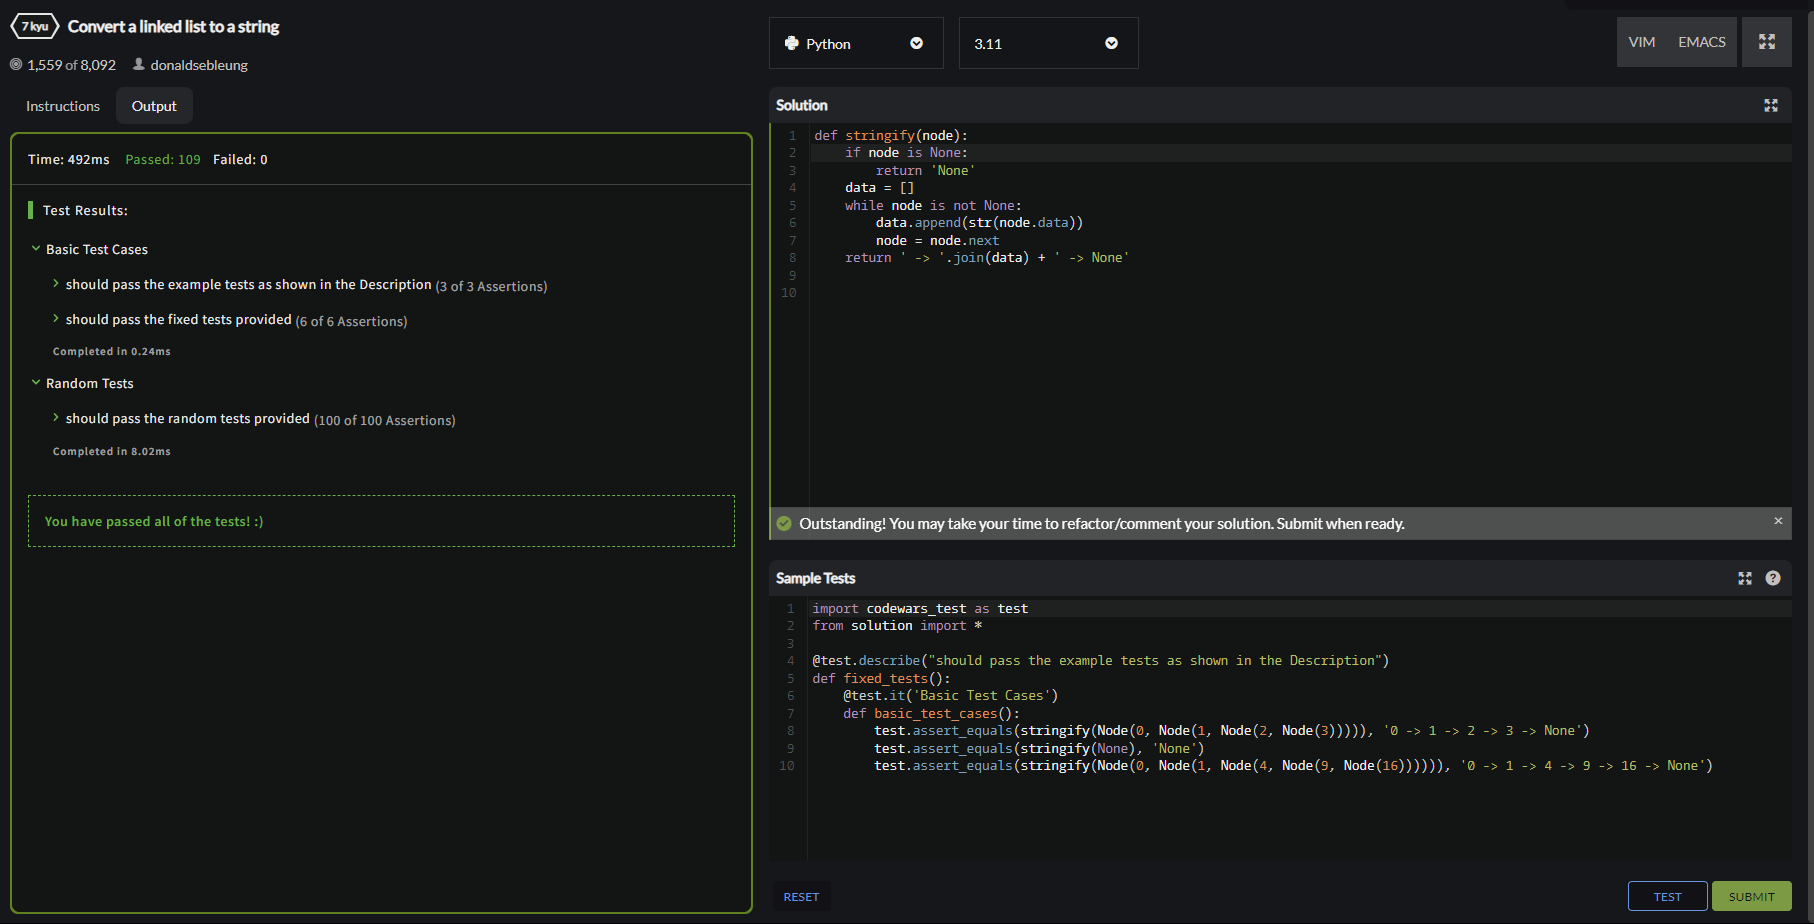 7 kyu Convert a linked list to a string
1,559 of 8,092 donaldsebleung
Instructions Output
Time: 492ms Passed: 109 Failed: 0
Test Results:
Basic Test Cases
should pass the example tests as shown in the Description (3 of 3 Assertions)
should pass the fixed tests provided (6 of 6 Assertions)
Completed in 0.24ms
Random Tests
should pass the random tests provided (100 of 100 Assertions)
Completed in 8.02ms
You have passed all of the tests! :)
Python 3.11 VIM EMACS
Solution
1 def stringify(node):
2     if node is None:
3         return 'None'
4     data = []
5     while node is not None:
6         data.append(str(node.data))
7         node = node.next
8     return ' -> '.join(data) + ' -> None'
9
10
Outstanding! You may take your time to refactor/comment your solution. Submit when ready. ×
Sample Tests ?
1 import codewars_test as test
2 from solution import *
3
4 @test.describe("should pass the example tests as shown in the Description")
5 def fixed_tests():
6     @test.it('Basic Test Cases')
7     def basic_test_cases():
8         test.assert_equals(stringify(Node(0, Node(1, Node(2, Node(3))))), '0 -> 1 -> 2 -> 3 -> None')
9         test.assert_equals(stringify(None), 'None')
10         test.assert_equals(stringify(Node(0, Node(1, Node(4, Node(9, Node(16)))))), '0 -> 1 -> 4 -> 9 -> 16 -> None')
RESET TEST SUBMIT